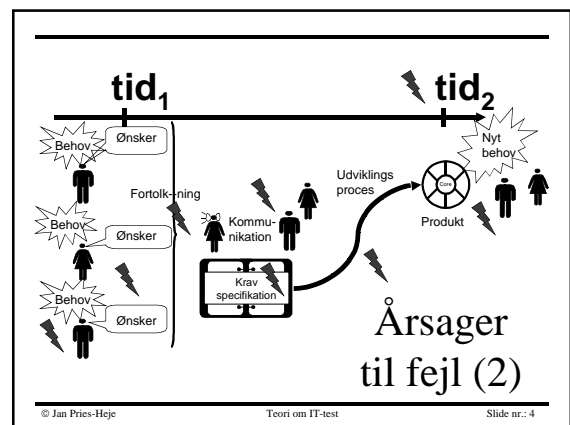 tid₁
tid₂
Behov
Ønsker
Nyt
behov
Fortolk--ning
Udviklings
proces
Core
Kommu-
nikation
Produkt
Behov
Ønsker
Krav
specifikation
Behov
Ønsker
Årsager
til fejl (2)
© Jan Pries-Heje
Teori om IT-test
Slide nr.: 4